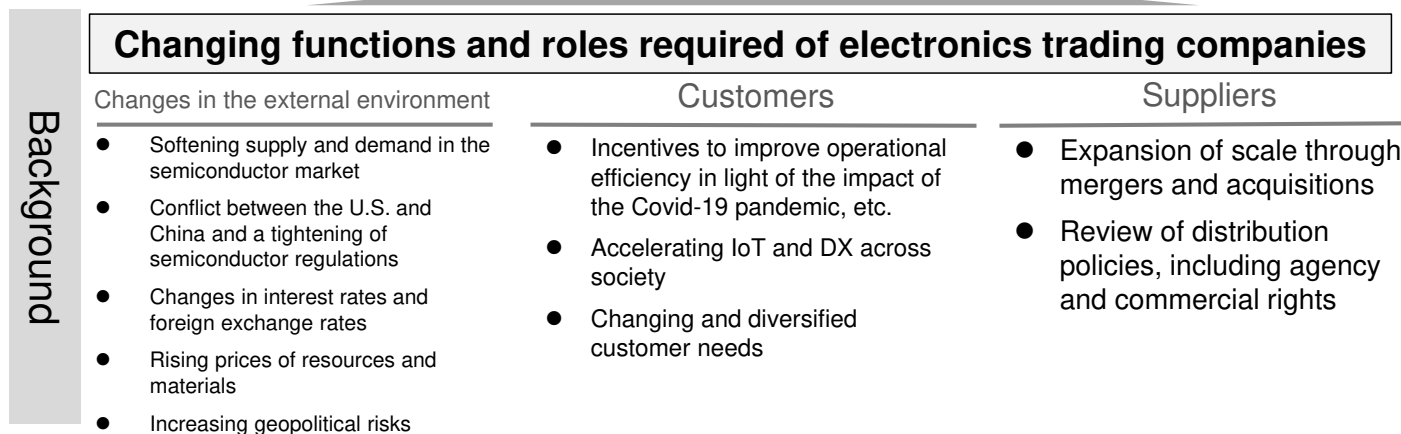 Background
Changing functions and roles required of electronics trading companies
Changes in the external environment
● Softening supply and demand in the
semiconductor market
● Conflict between the U.S. and
China and a tightening of
semiconductor regulations
● Changes in interest rates and
foreign exchange rates
● Rising prices of resources and
materials
● Increasing geopolitical risks
Customers
● Incentives to improve operational
efficiency in light of the impact of
the Covid-19 pandemic, etc.
● Accelerating IoT and DX across
society
● Changing and diversified
customer needs
Suppliers
● Expansion of scale through
mergers and acquisitions
● Review of distribution
policies, including agency
and commercial rights